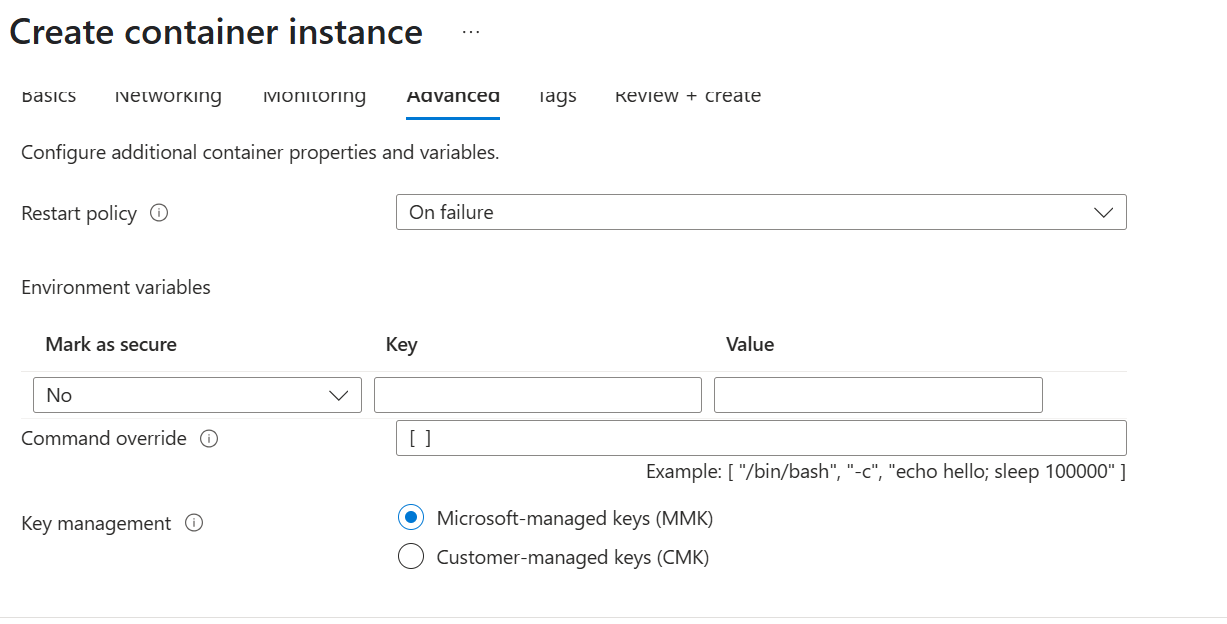 Create container instance ...
Basics Networking Monitoring Advanced Tags Review + create
Configure additional container properties and variables.
Restart policy On failure
Environment variables
Mark as secure Key Value
No
Command override [ ]
Example: [ "/bin/bash", "-c", "echo hello; sleep 100000" ]
Key management Microsoft-managed keys (MMK)
Customer-managed keys (CMK)